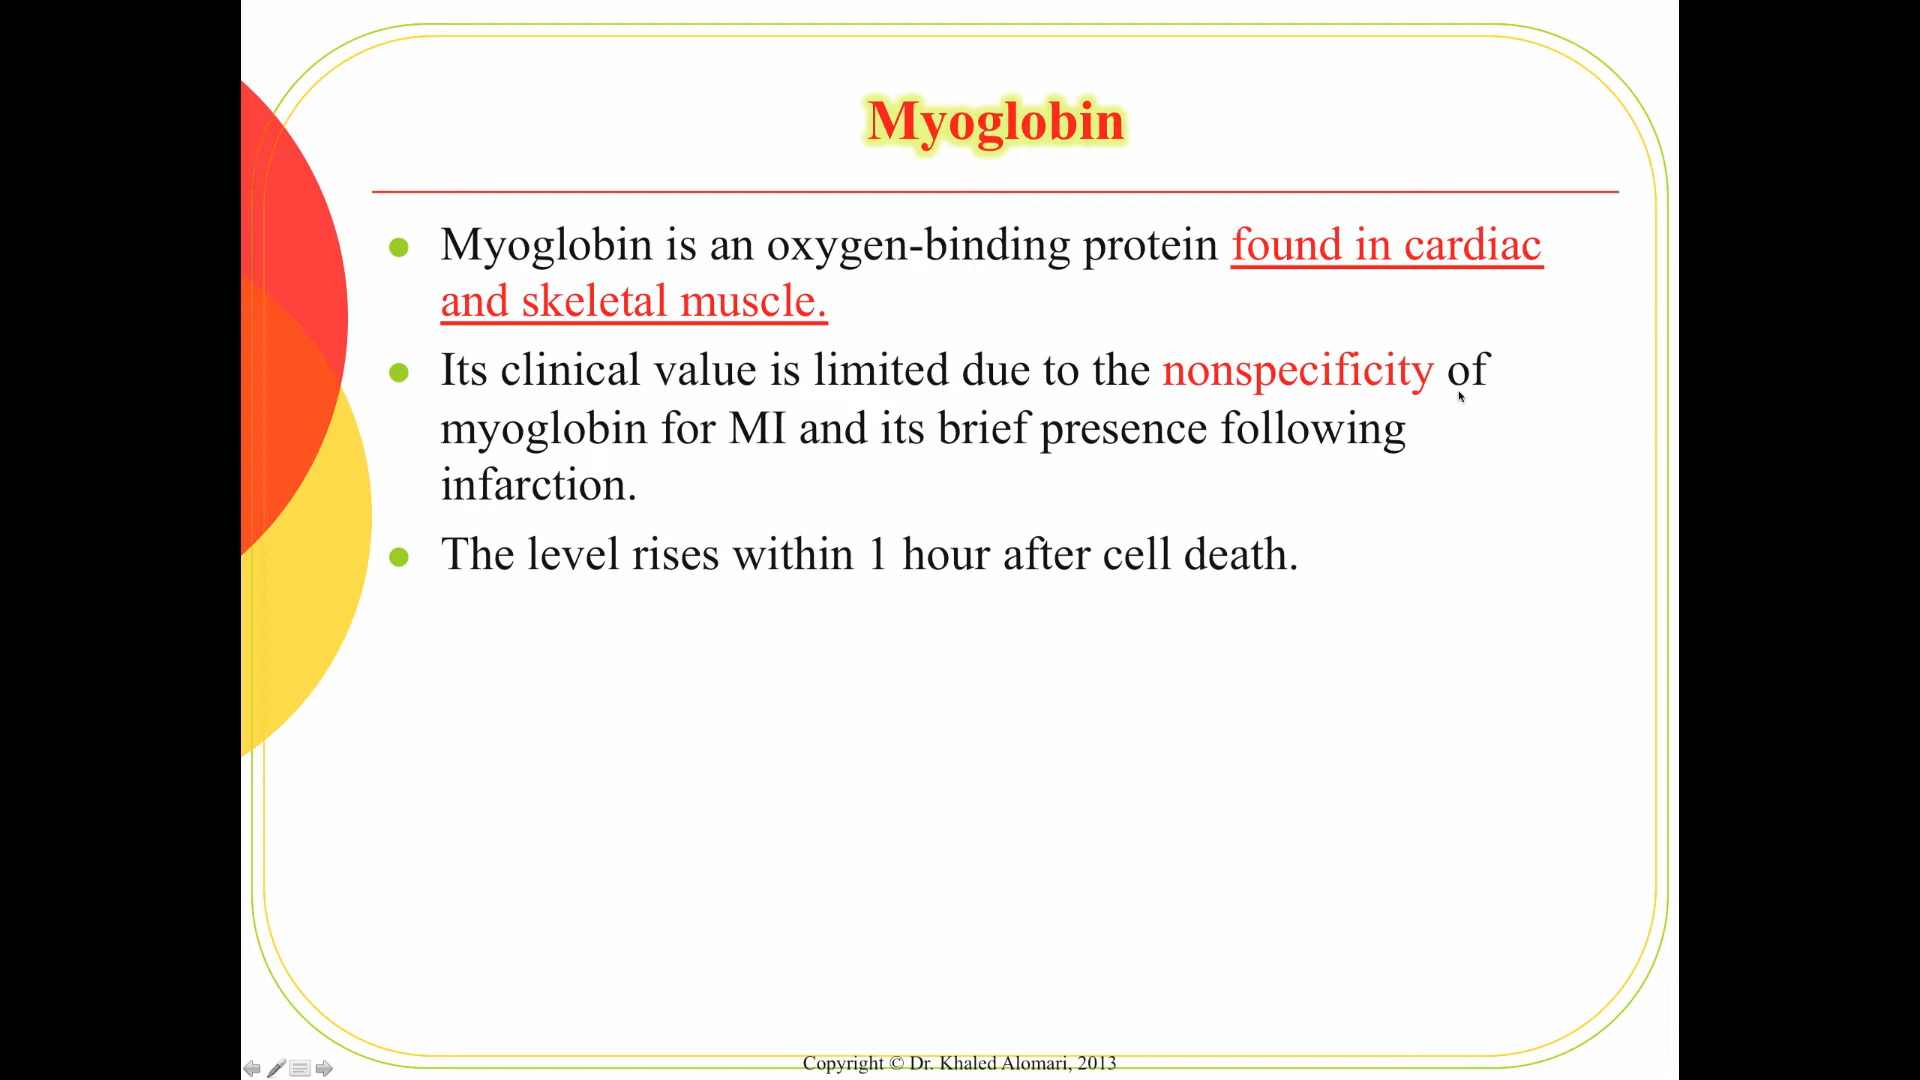 Myoglobin
Myoglobin is an oxygen-binding protein found in cardiac
and skeletal muscle.
Its clinical value is limited due to the nonspecificity of
myoglobin for MI and its brief presence following
infarction.
The level rises within 1 hour after cell death.
Copyright © Dr. Khaled Alomari, 2013